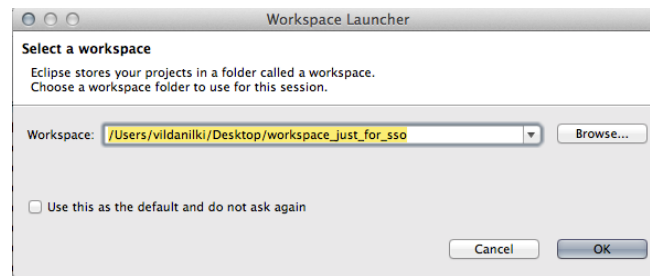 Workspace Launcher
Select a workspace
Eclipse stores your projects in a folder called a workspace.
Choose a workspace folder to use for this session.
Workspace: /Users/vildanilki/Desktop/workspace_just_for_sso Browse...
Use this as the default and do not ask again
Cancel OK